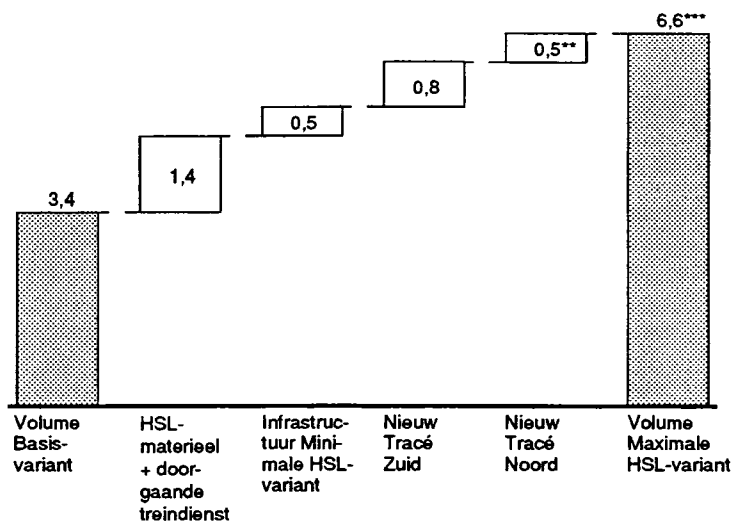 6,6***
0,5**
0,8
0,5
1,4
3,4
Volume
Basis-
variant
HSL-
materieel
+ door-
gaande
treindienst
Infrastruc-
tuur Mini-
male HSL-
variant
Nieuw
Tracé
Zuid
Nieuw
Tracé
Noord
Volume
Maximale
HSL-variant